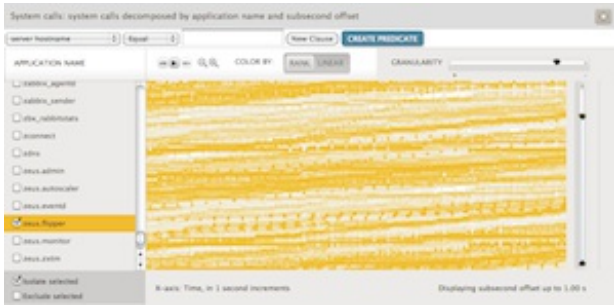 System calls: system calls decomposed by application name and subsecond offset
server hostname Equal New Clause CREATE PREDICATE
APPLICATION NAME COLOR BY: RANK LINEAR GRANULARITY
zabbix_agentd
zabbix_sender
zbx_rabbitstats
zconnect
zdns
zeus.admin
zeus.autoscaler
zeus.eventd
zeus.flipper
zeus.monitor
zeus.zxtm
Isolate selected
Exclude selected
X-axis: Time, in 1 second increments Displaying subsecond offset up to 1.00 s